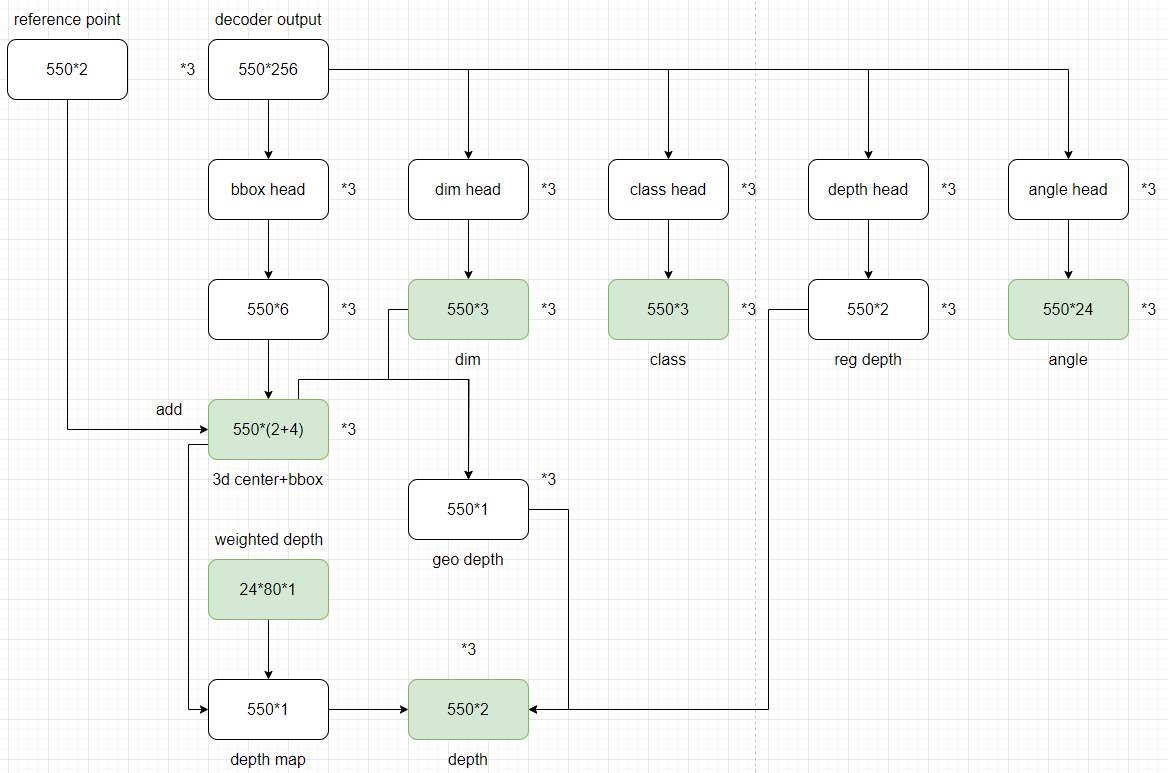 reference point
decoder output
550*2
*3
550*256
bbox head
*3
dim head
*3
class head
*3
depth head
*3
angle head
*3
550*6
*3
550*3
*3
550*3
*3
550*2
*3
550*24
*3
dim
class
reg depth
angle
add
550*(2+4)
*3
3d center+bbox
*3
550*1
geo depth
weighted depth
24*80*1
*3
550*1
550*2
depth map
depth